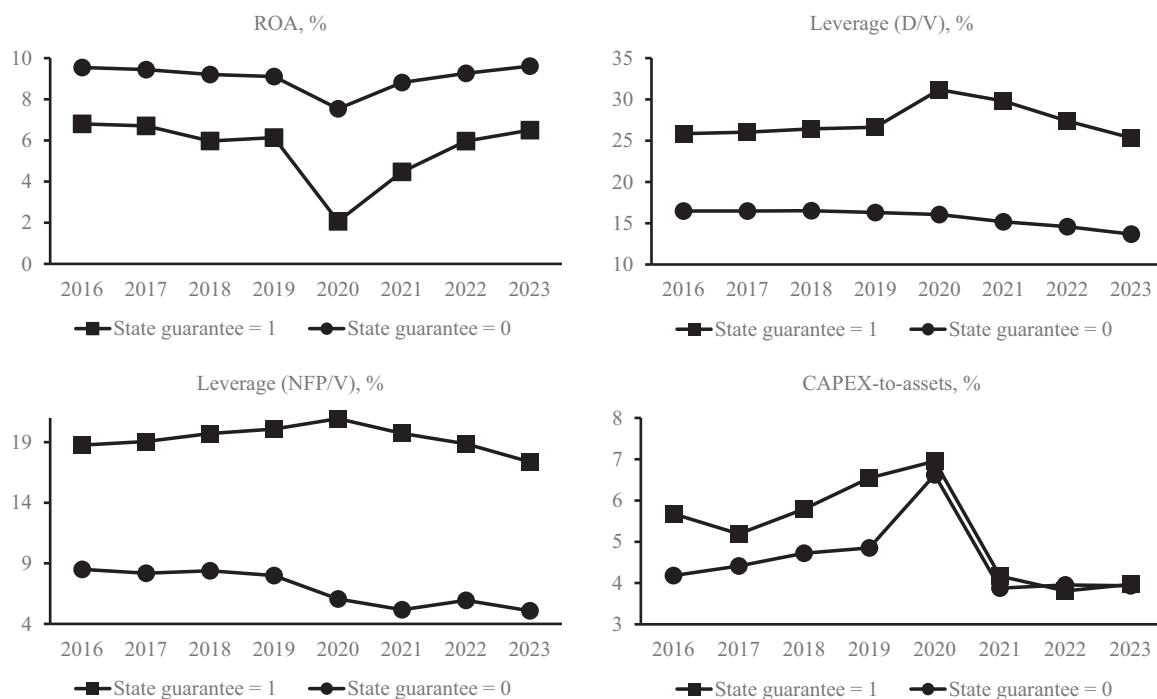 ROA, %
10
8
6
4
2
0
2016 2017 2018 2019 2020 2021 2022 2023
State guarantee = 1 State guarantee = 0
Leverage (D/V), %
35
30
25
20
15
10
2016 2017 2018 2019 2020 2021 2022 2023
State guarantee = 1 State guarantee = 0
Leverage (NFP/V), %
19
14
9
4
2016 2017 2018 2019 2020 2021 2022 2023
State guarantee = 1 State guarantee = 0
CAPEX-to-assets, %
8
7
6
5
4
3
2016 2017 2018 2019 2020 2021 2022 2023
State guarantee = 1 State guarantee = 0